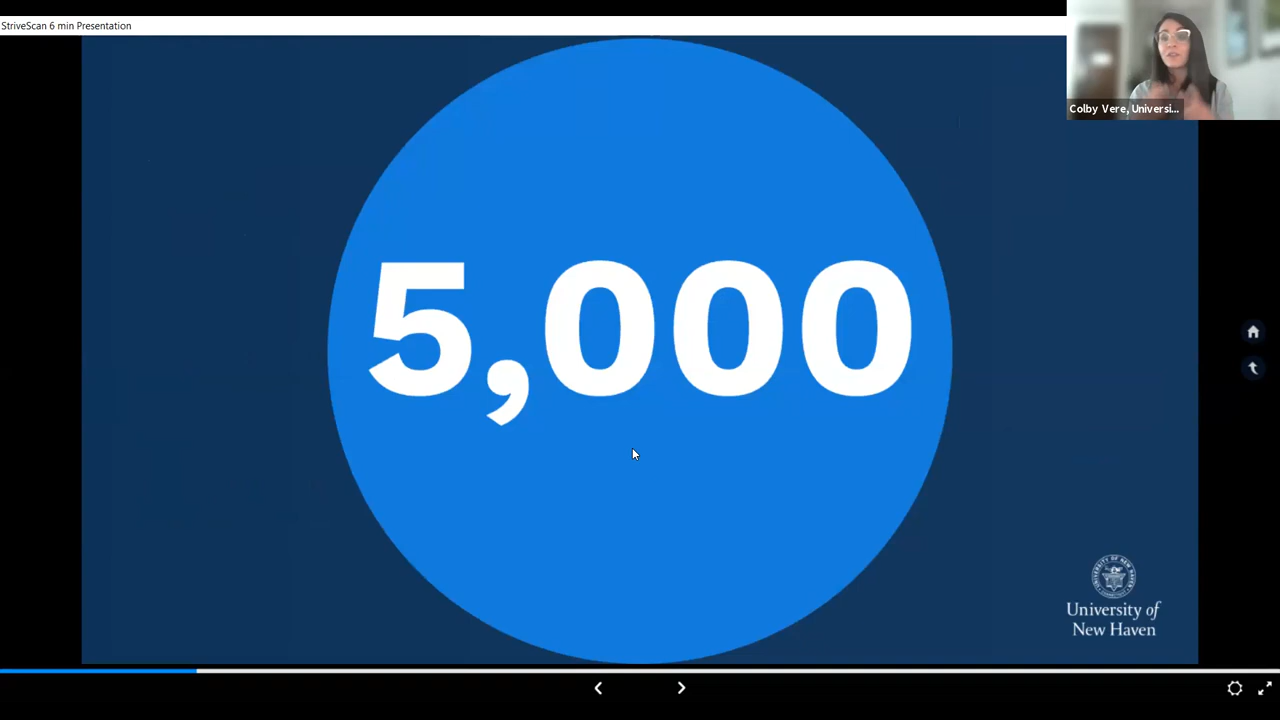 StriveScan 6 min Presentation
Colby Vere, Universi...
5,000
University of
New Haven